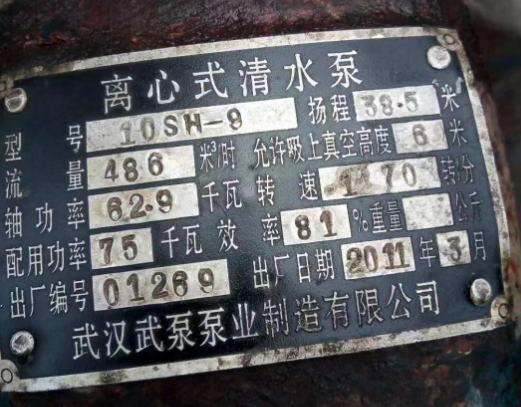 离心式清水泵
型号 10SH-9 扬程 38.5 米
流量 486 米³/时 允许吸上真空高度 6 米
轴功率 62.9 千瓦 转速 1470 转分
配用功率 75 千瓦 效率 81 % 重量 公斤
出厂编号 01269 出厂日期 2011 年 3 月
武汉武泵泵业制造有限公司